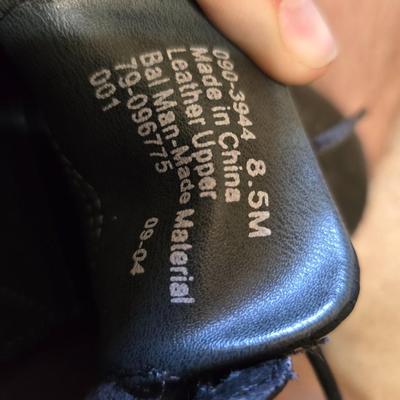 090-3944 8.5M
Made in China
Leather Upper
Bal Man-Made Material
79-096775
001
09-04